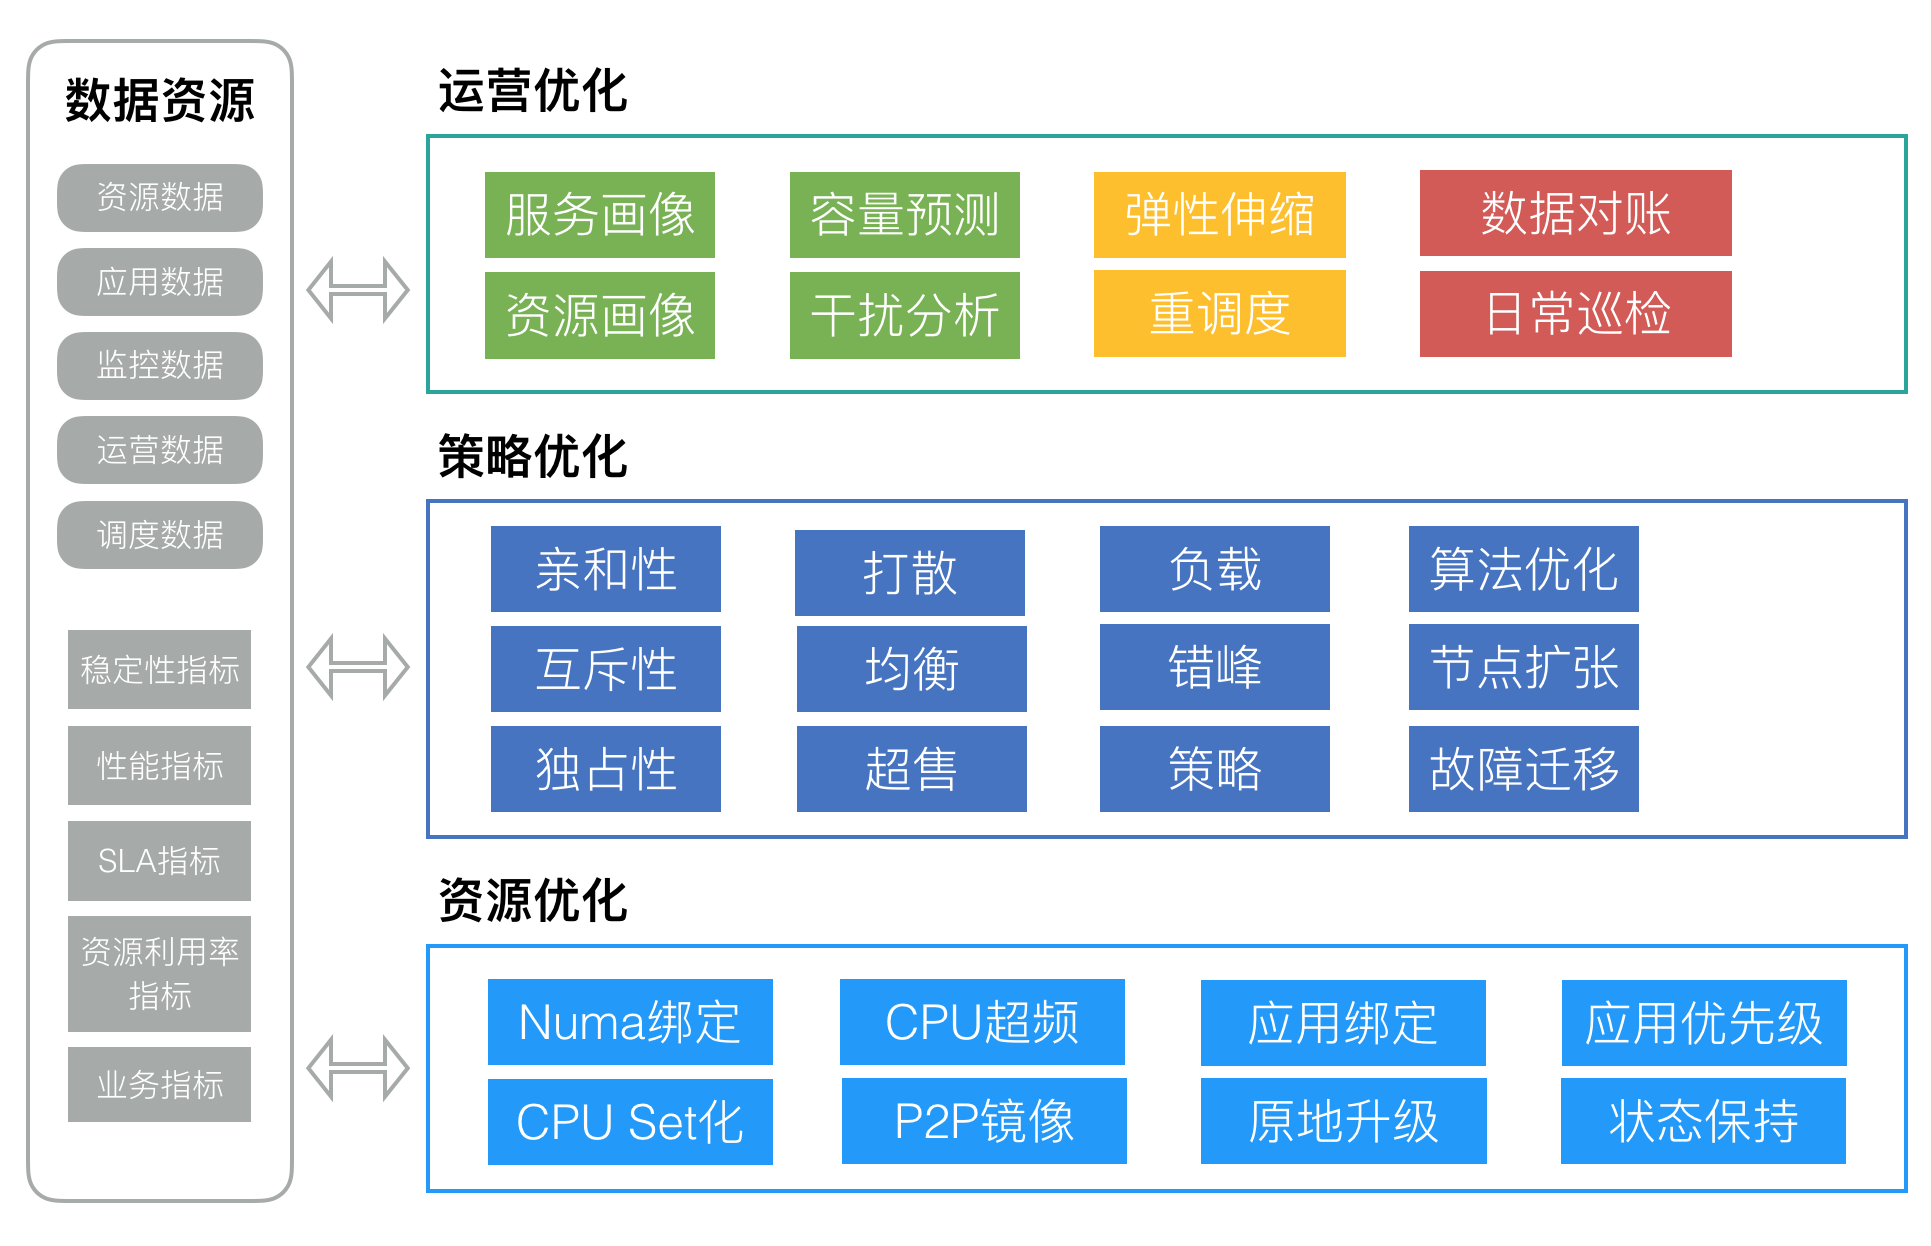 数据资源
资源数据
应用数据
监控数据
运营数据
调度数据
稳定性指标
性能指标
SLA指标
资源利用率
指标
业务指标
运营优化
服务画像
容量预测
弹性伸缩
数据对账
资源画像
干扰分析
重调度
日常巡检
策略优化
亲和性
打散
负载
算法优化
互斥性
均衡
错峰
节点扩张
独占性
超售
策略
故障迁移
资源优化
Numa绑定
CPU超频
应用绑定
应用优先级
CPU Set化
P2P镜像
原地升级
状态保持